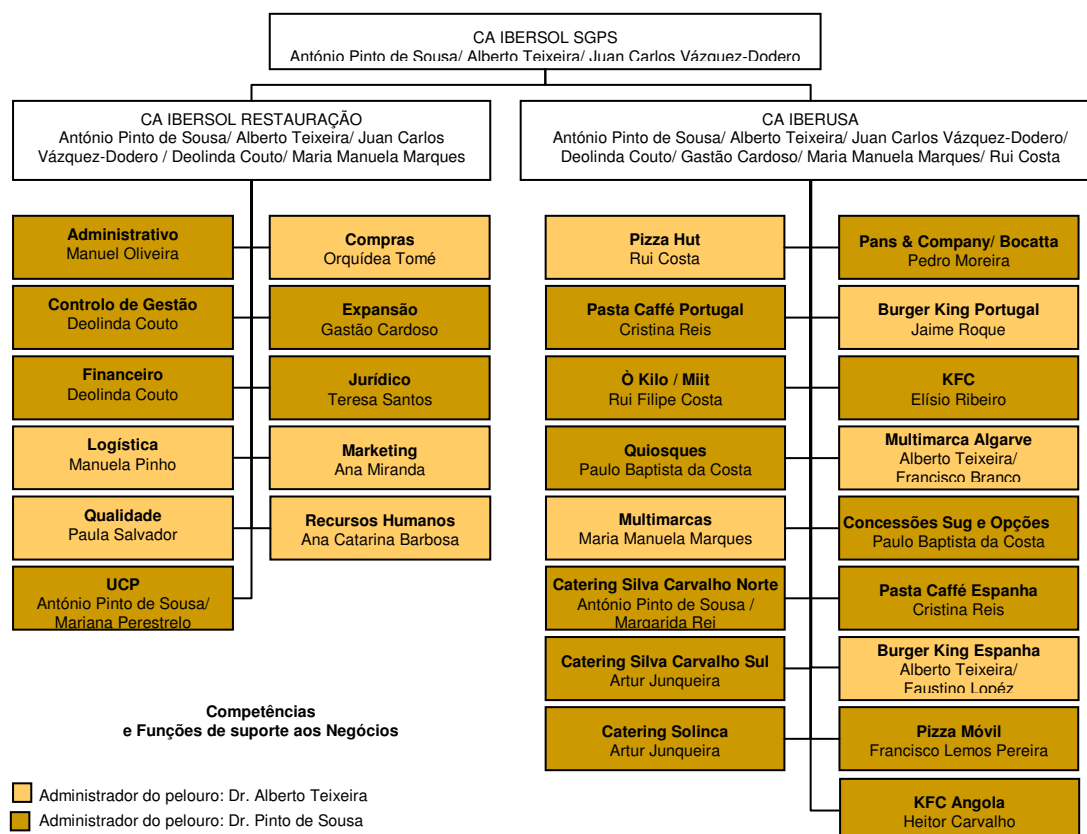 CA IBERSOL SGPS
António Pinto de Sousa/ Alberto Teixeira/ Juan Carlos Vázquez-Dodero
CA IBERSOL RESTAURAÇÃO
António Pinto de Sousa/ Alberto Teixeira/ Juan Carlos
Vázquez-Dodero / Deolinda Couto/ Maria Manuela Marques
CA IBERUSA
António Pinto de Sousa/ Alberto Teixeira/ Juan Carlos Vázquez-Dodero/
Deolinda Couto/ Gastão Cardoso/ Maria Manuela Marques/ Rui Costa
Administrativo
Manuel Oliveira
Compras
Orquídea Tomé
Controlo de Gestão
Deolinda Couto
Expansão
Gastão Cardoso
Financeiro
Deolinda Couto
Jurídico
Teresa Santos
Logística
Manuela Pinho
Marketing
Ana Miranda
Qualidade
Paula Salvador
Recursos Humanos
Ana Catarina Barbosa
UCP
António Pinto de Sousa/
Mariana Perestrelo
Pizza Hut
Rui Costa
Pans & Company/ Bocatta
Pedro Moreira
Pasta Caffé Portugal
Cristina Reis
Burger King Portugal
Jaime Roque
Ò Kilo / Miit
Rui Filipe Costa
KFC
Elísio Ribeiro
Quiosques
Paulo Baptista da Costa
Multimarca Algarve
Alberto Teixeira/
Francisco Branco
Multimarcas
Maria Manuela Marques
Concessões Sug e Opções
Paulo Baptista da Costa
Catering Silva Carvalho Norte
António Pinto de Sousa /
Margarida Rei
Pasta Caffé Espanha
Cristina Reis
Catering Silva Carvalho Sul
Artur Junqueira
Burger King Espanha
Alberto Teixeira/
Faustino Lopéz
Catering Solinca
Artur Junqueira
Pizza Móvil
Francisco Lemos Pereira
KFC Angola
Heitor Carvalho
Competências
e Funções de suporte aos Negócios
Administrador do pelouro: Dr. Alberto Teixeira
Administrador do pelouro: Dr. Pinto de Sousa